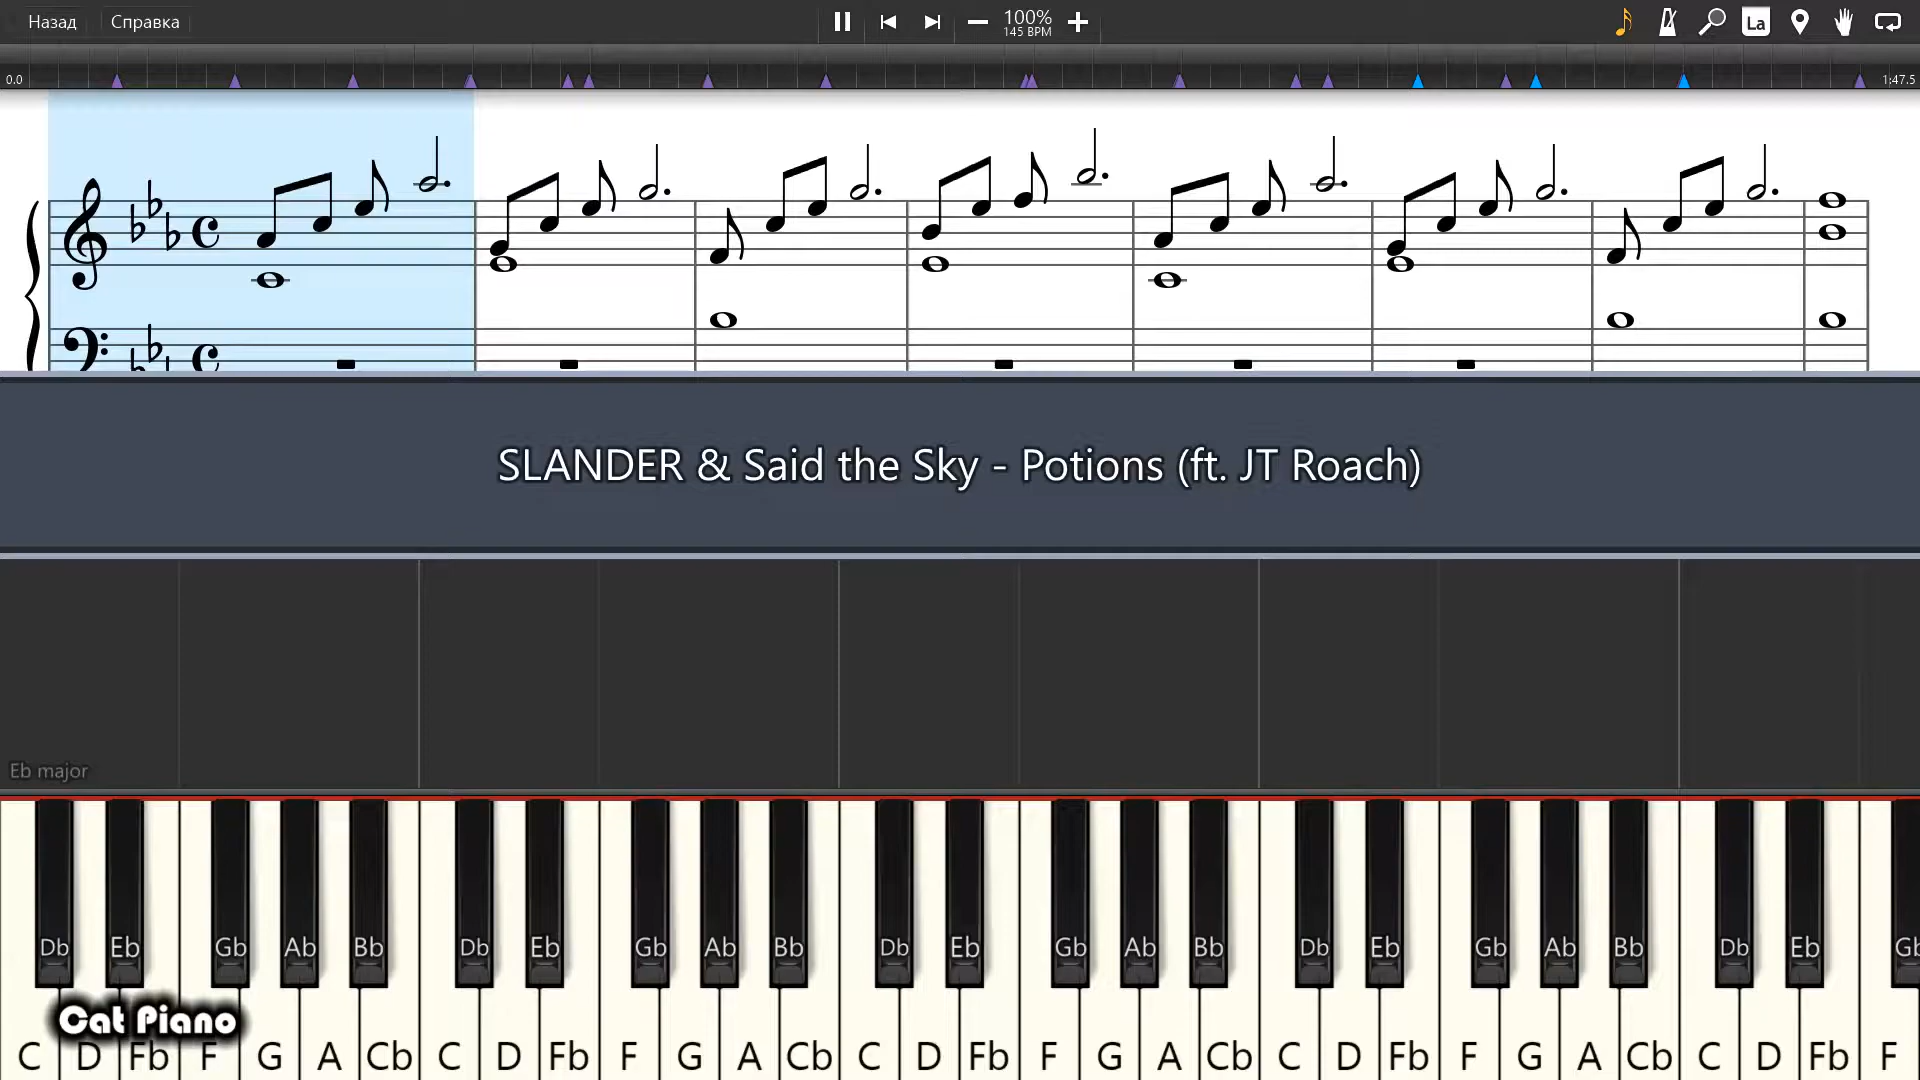 Назад Справка 100%
145 BPM La
0.0 1:47.5
SLANDER & Said the Sky - Potions (ft. JT Roach)
Eb major
Db Eb Gb Ab Bb Db Eb Gb Ab Bb Db Eb Gb Ab Bb Db Eb Gb Ab Bb Db Eb Gb
Cat Piano
C D Fb F G A Cb C D Fb F G A Cb C D Fb F G A Cb C D Fb F G A Cb C D Fb F